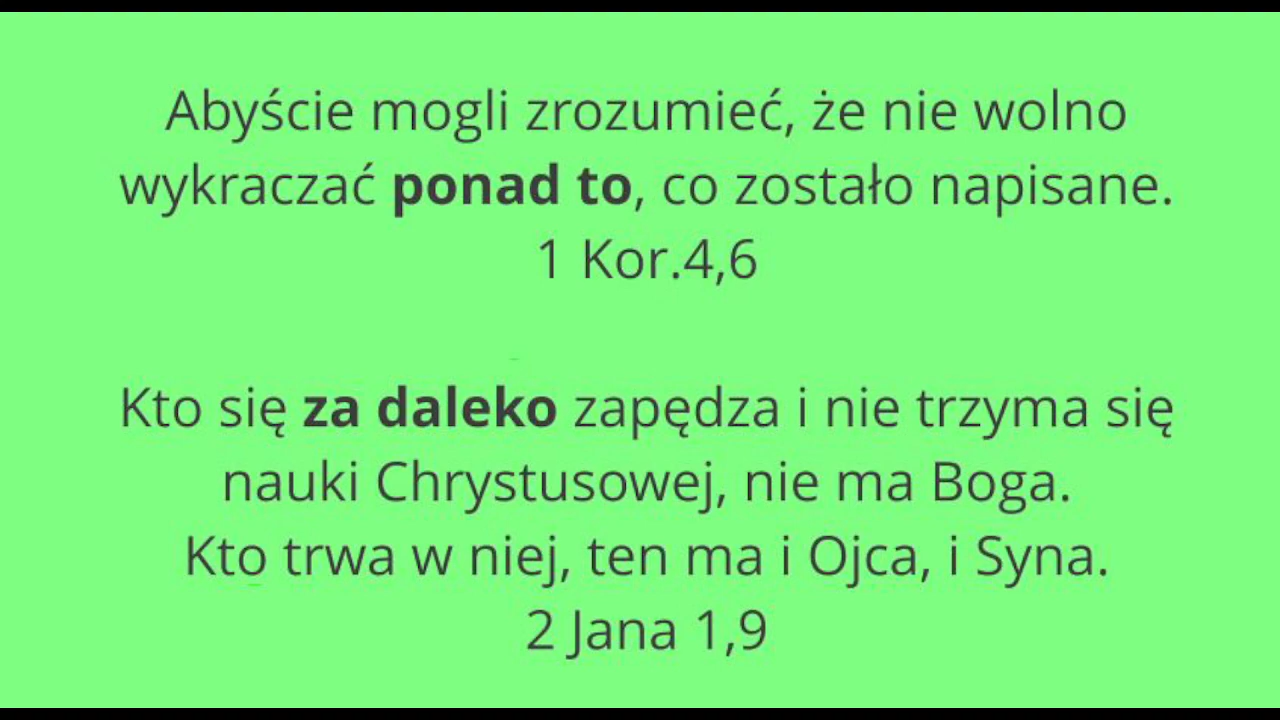 Abyście mogli zrozumieć, że nie wolno
wykraczać ponad to, co zostało napisane.
1 Kor.4,6
Kto się za daleko zapędza i nie trzyma się
nauki Chrystusowej, nie ma Boga.
Kto trwa w niej, ten ma i Ojca, i Syna.
2 Jana 1,9